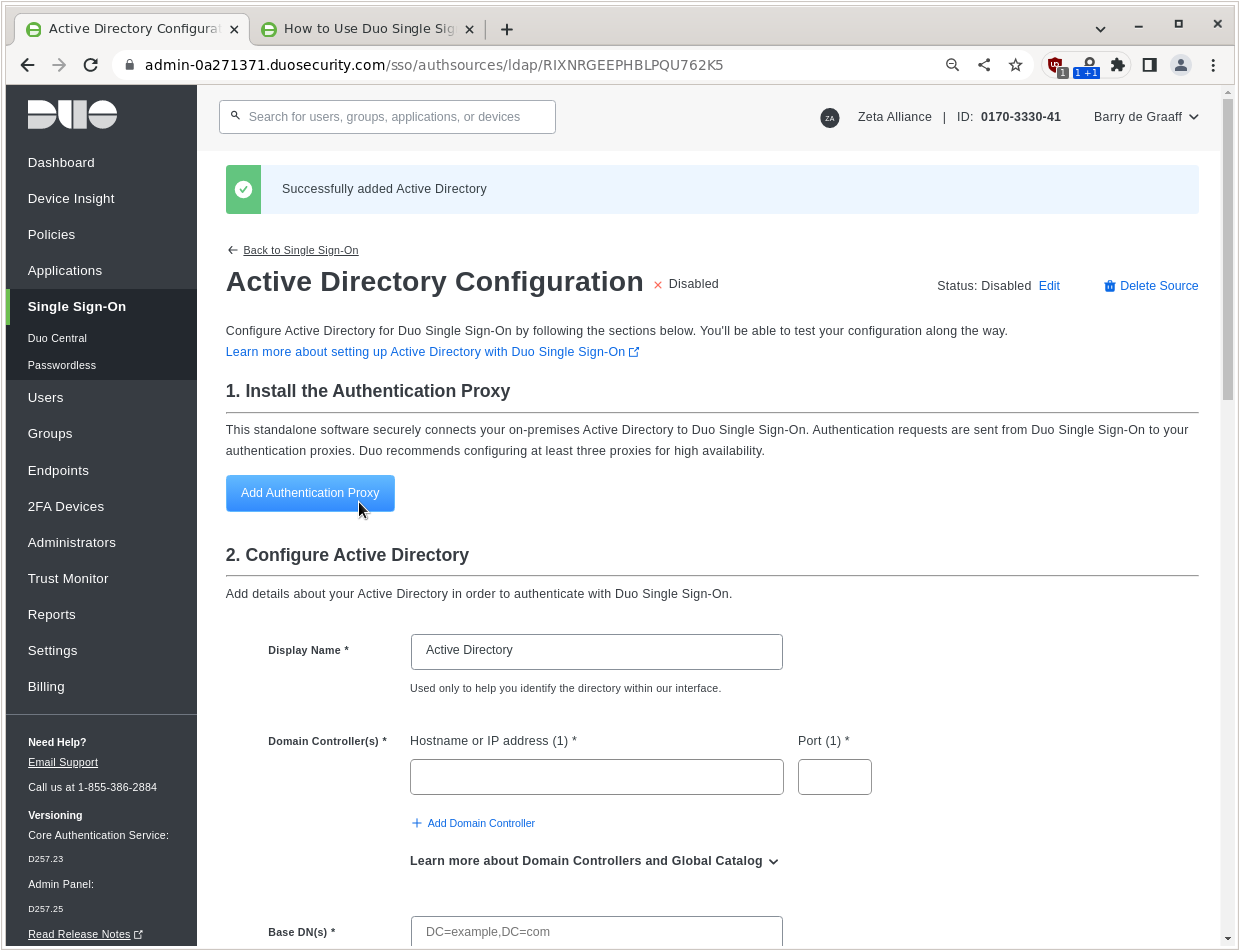 Active Directory Configurat
How to Use Duo Single Sig
admin-0a271371.duosecurity.com/sso/authsources/ldap/RIXNRGEEPHBLPQU762K5
1
1 +1
DUO
Search for users, groups, applications, or devices
ZA
Zeta Alliance | ID: 0170-3330-41
Barry de Graaff
Dashboard
Device Insight
Policies
Applications
Single Sign-On
Duo Central
Passwordless
Users
Groups
Endpoints
2FA Devices
Administrators
Trust Monitor
Reports
Settings
Billing
Need Help?
Email Support
Call us at 1-855-386-2884
Versioning
Core Authentication Service:
D257.23
Admin Panel:
D257.25
Read Release Notes
Successfully added Active Directory
Back to Single Sign-On
Active Directory Configuration
Disabled
Status: Disabled Edit
Delete Source
Configure Active Directory for Duo Single Sign-On by following the sections below. You'll be able to test your configuration along the way.
Learn more about setting up Active Directory with Duo Single Sign-On
1. Install the Authentication Proxy
This standalone software securely connects your on-premises Active Directory to Duo Single Sign-On. Authentication requests are sent from Duo Single Sign-On to your
authentication proxies. Duo recommends configuring at least three proxies for high availability.
Add Authentication Proxy
2. Configure Active Directory
Add details about your Active Directory in order to authenticate with Duo Single Sign-On.
Display Name *
Active Directory
Used only to help you identify the directory within our interface.
Domain Controller(s) *
Hostname or IP address (1) *
Port (1) *
Add Domain Controller
Learn more about Domain Controllers and Global Catalog
Base DN(s) *
DC=example,DC=com